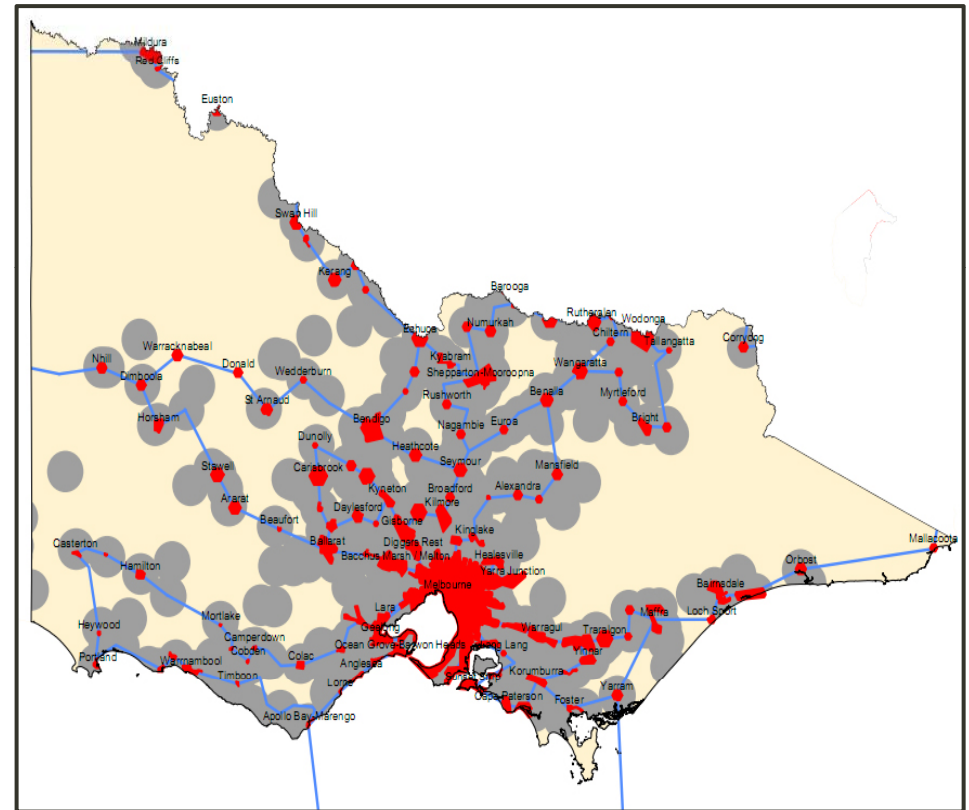 Mildura
Red Cliffs
Euston
Swan Hill
Kerang
Barooga
Echuca
Numurkah
Rutherglen
Wodonga
Chiltern
Tallangatta
Corryong
Nhill
Warracknabeal
Dimboola
Donald
Wedderburn
Kyabram
Shepparton-Mooroopna
Wangaratta
St Arnaud
Rushworth
Benalla
Myrtleford
Horsham
Bendigo
Nagambie
Euroa
Bright
Dunolly
Heathcote
Stawell
Carisbrook
Seymour
Mansfield
Kyneton
Broadford
Alexandra
Ararat
Kilmore
Beaufort
Daylesford
Gisborne
Kinglake
Ballarat
Diggers Rest
Casterton
Bacchus Marsh / Melton
Healesville
Mallacoota
Hamilton
Yarra Junction
Orbost
Melbourne
Bairnsdale
Mortlake
Lara
Maffra
Loch Sport
Heywood
Geelong
Warragul
Traralgon
Camperdown
Cobden
Ocean Grove Barwon Heads
Lang Lang
Colac
Yinnar
Portland
Anglesea
Korumburra
Warrnambool
Timboon
Lorne
Sunset Strip
Cape Paterson
Foster
Yarram
Apollo Bay Marengo